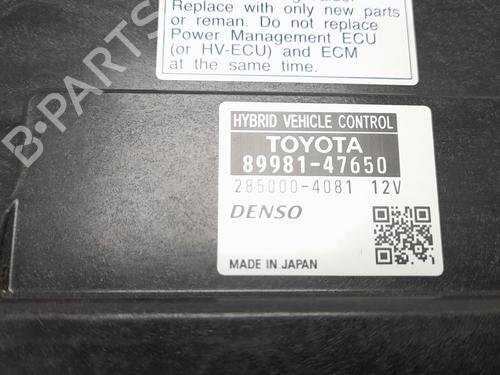 Replace with only new parts
or reman. Do not replace
Power Management ECU
(or HV-ECU) and ECM
at the same time.
HYBRID VEHICLE CONTROL
TOYOTA
89981-47650
285000-4081 12V
DENSO
MADE IN JAPAN
B-PARTS